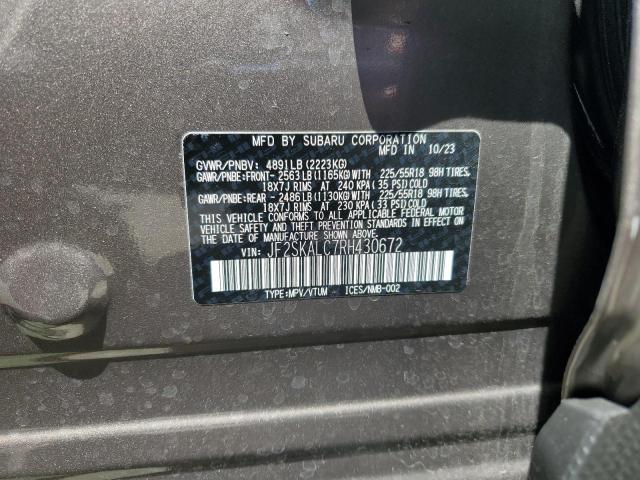 MFD BY SUBARU CORPORATION 10/23
GVWR/PNBV: 4891LB(2223KG)
GAWR/PNBE:FRONT- 2563LB(1165KG)WITH 225/55R18 98H TIRES,
18X7J RIMS AT 240 KPA(35 PSI)COLD
GAWR/PNBE:REAR - 2486LB(1130KG)WITH 225/55R18 98H TIRES,
18X7J RIMS AT 230 KPA(33 PSI)COLD
THIS VEHICLE CONFORMS TO ALL APPLICABLE FEDERAL MOTOR
VEHICLE SAFETY AND THEFT PREVENTION STANDARDS IN EFFECT ON THE
DATE OF MANUFACTURE SHOWN ABOVE.
VIN: JF2SKALC7RH430672
TYPE:MPV/VTUM ICES/NMB-002